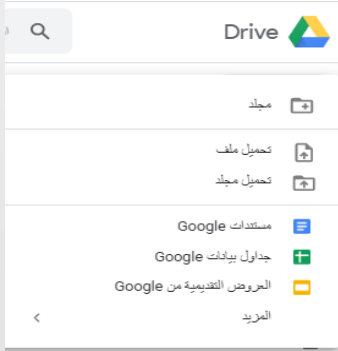 Drive
مجلد
تحميل ملف
تحميل مجلد
مستندات Google
جداول بيانات Google
العروض التقديمية من Google
المزيد